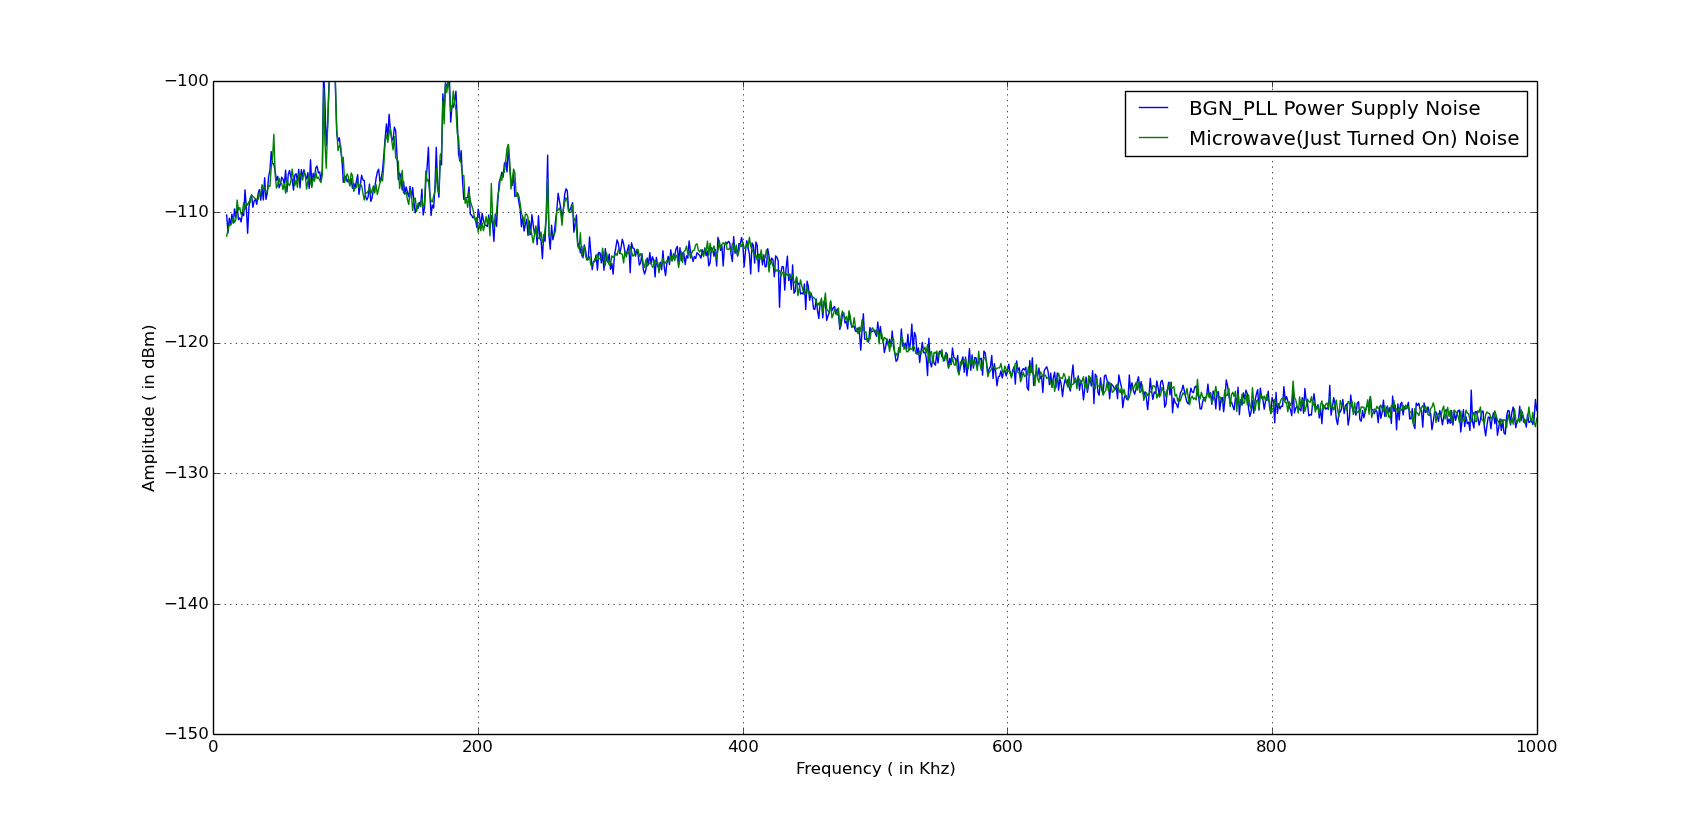 BGN_PLL Power Supply Noise
Microwave(Just Turned On) Noise
Amplitude ( in dBm)
−100
−110
−120
−130
−140
−150
0 200 400 600 800 1000
Frequency ( in Khz)